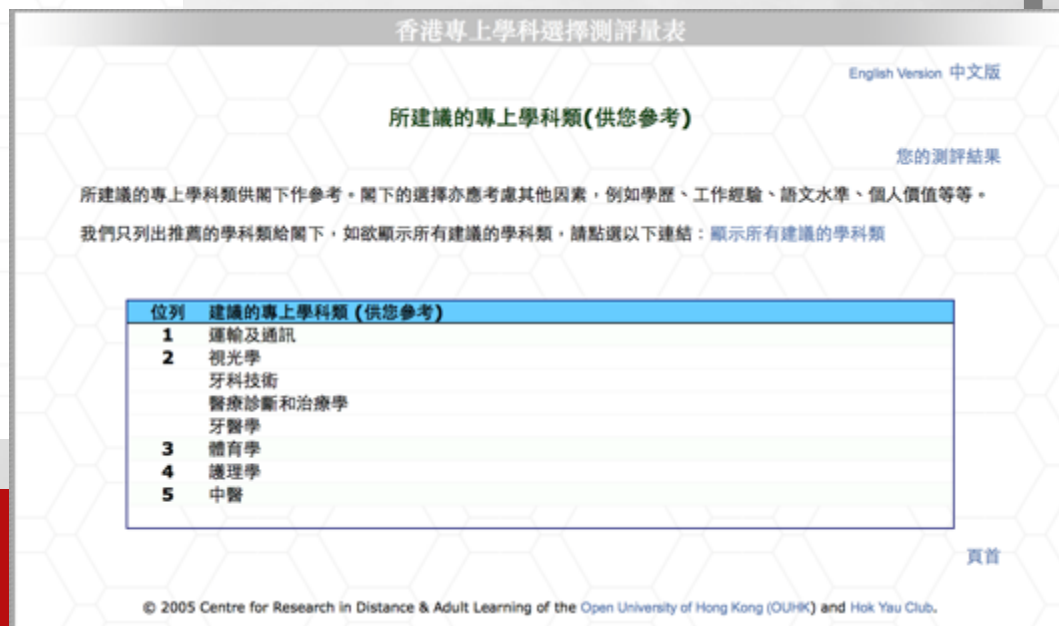 香港專上學科選擇測評量表
English Version 中文版
所建議的專上學科類(供您參考)
您的測評結果
所建議的專上學科類供閣下作參考。閣下的選擇亦應考慮其他因素，例如學歷、工作經驗、語文水準、個人價值等等。
我們只列出推薦的學科類給閣下，如欲顯示所有建議的學科類，請點選以下連結：顯示所有建議的學科類
位列 建議的專上學科類 (供您參考)
1 運輸及通訊
2 視光學
牙科技術
醫療診斷和治療學
牙醫學
3 體育學
4 護理學
5 中醫
頁首
© 2005 Centre for Research in Distance & Adult Learning of the Open University of Hong Kong (OUHK) and Hok Yau Club.